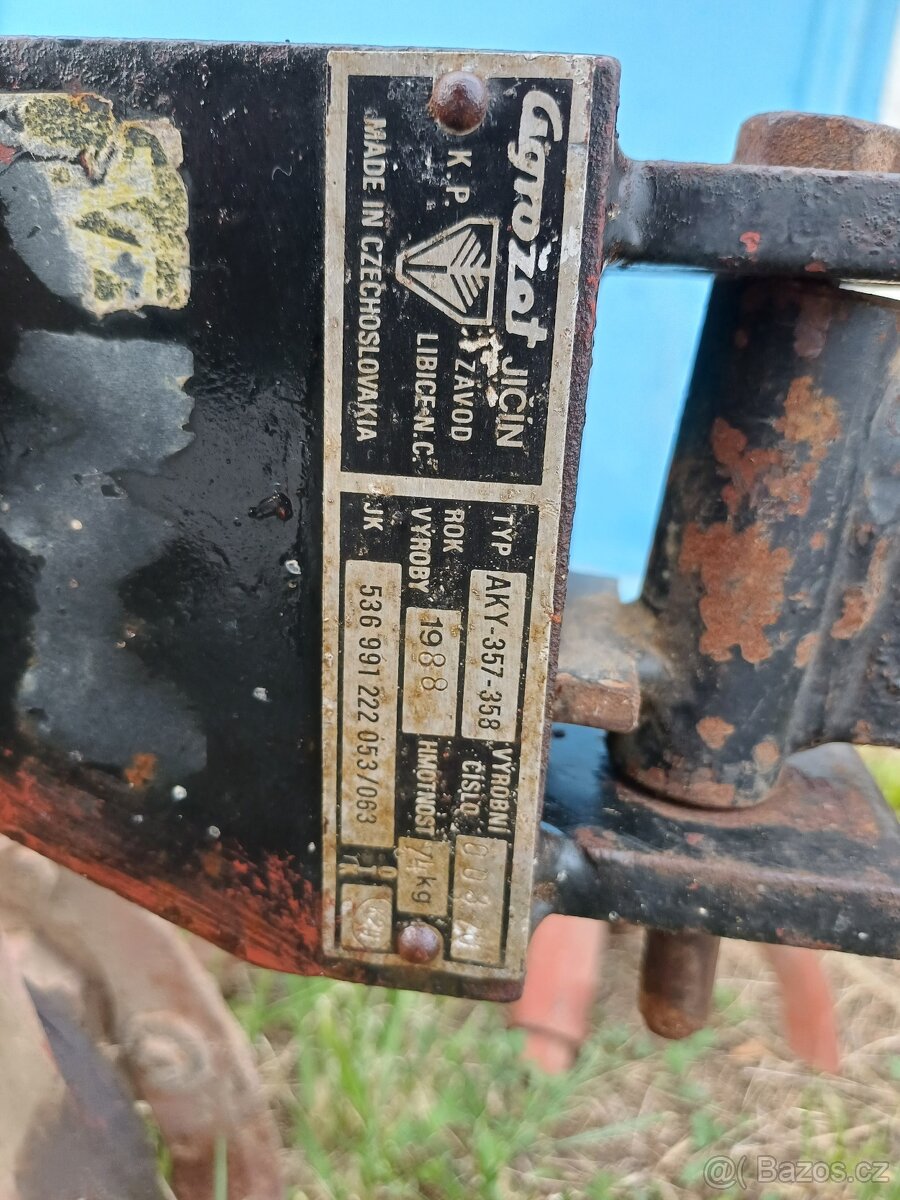 Agrozet JIČÍN
K.P. ZÁVOD
LIBICE-N.C.
MADE IN CZECHOSLOVAKIA
TYP AKY-357-358 VÝROBNÍ ČÍSLO
ROK VÝROBY 1988 HMOTNOST 74 kg
JK 536 991 222 053/063
@( Bazos.cz